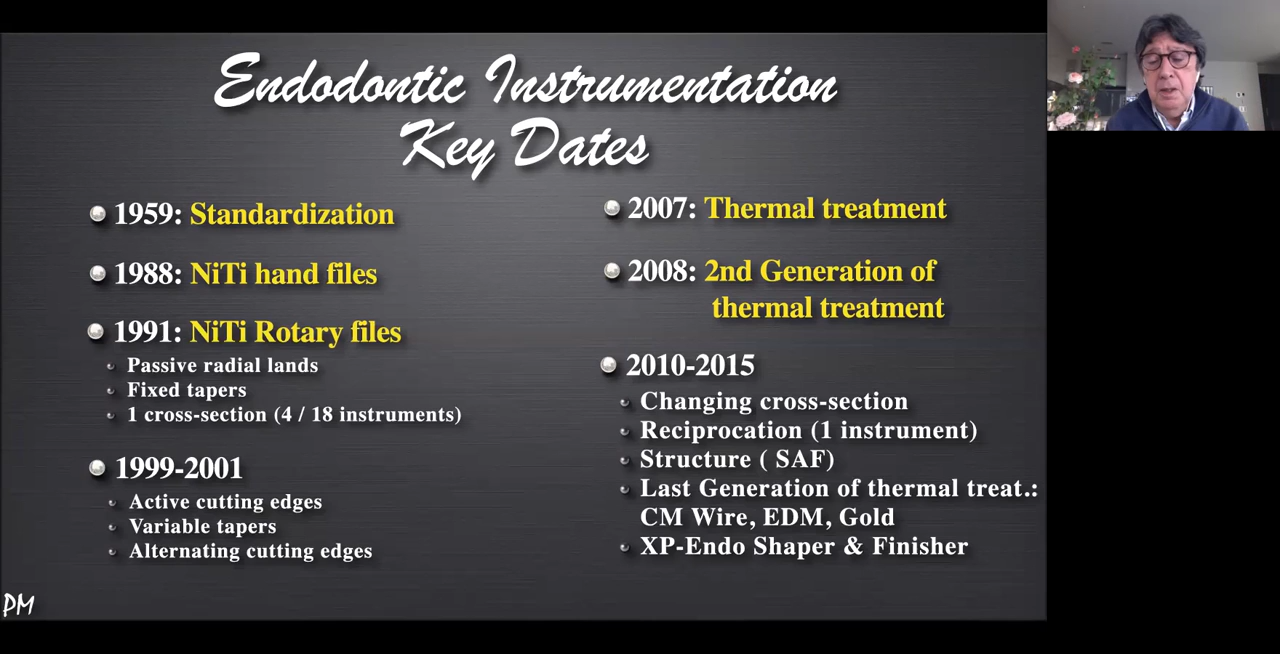 Endodontic Instrumentation
Key Dates
1959: Standardization
1988: NiTi hand files
1991: NiTi Rotary files
Passive radial lands
Fixed tapers
1 cross-section (4 / 18 instruments)
1999-2001
Active cutting edges
Variable tapers
Alternating cutting edges
2007: Thermal treatment
2008: 2nd Generation of
thermal treatment
2010-2015
Changing cross-section
Reciprocation (1 instrument)
Structure ( SAF)
Last Generation of thermal treat.:
CM Wire, EDM, Gold
XP-Endo Shaper & Finisher
PM